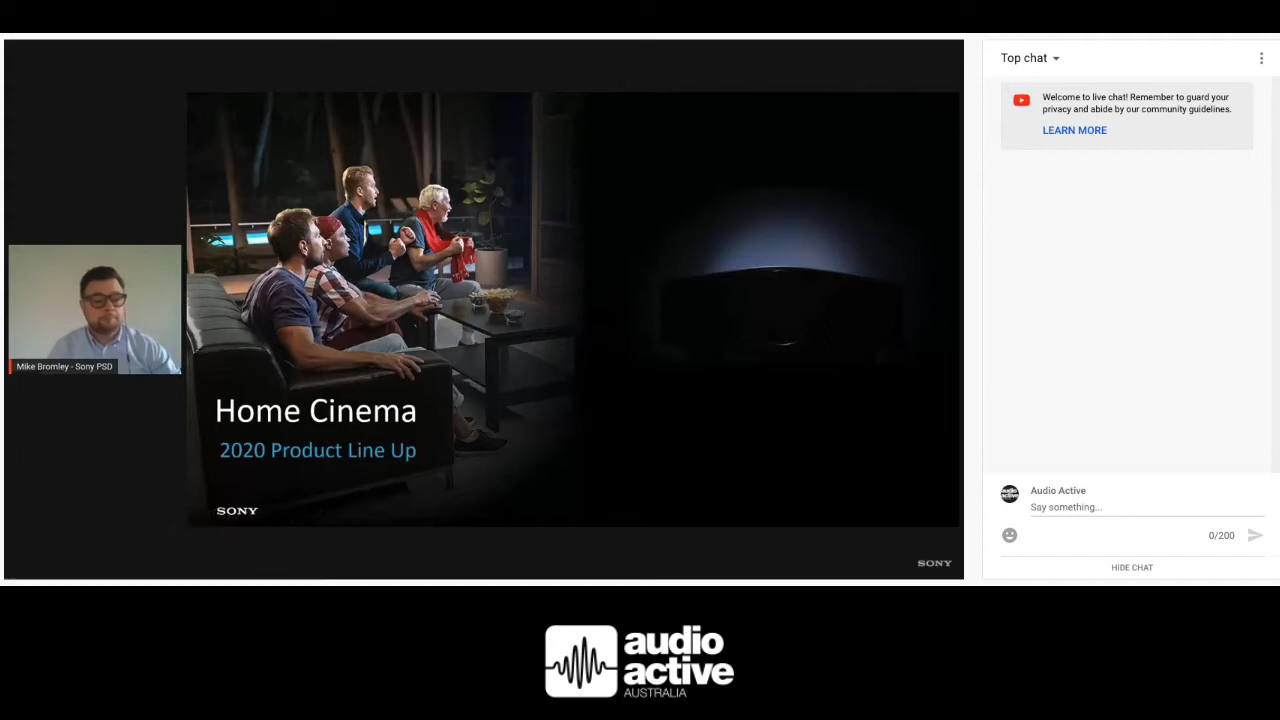 Mike Bromley - Sony PSD
Home Cinema
2020 Product Line Up
SONY
SONY
Top chat
Welcome to live chat! Remember to guard your
privacy and abide by our community guidelines.
LEARN MORE
audio active
Audio Active
Say something...
0/200
HIDE CHAT
audio
active
AUSTRALIA